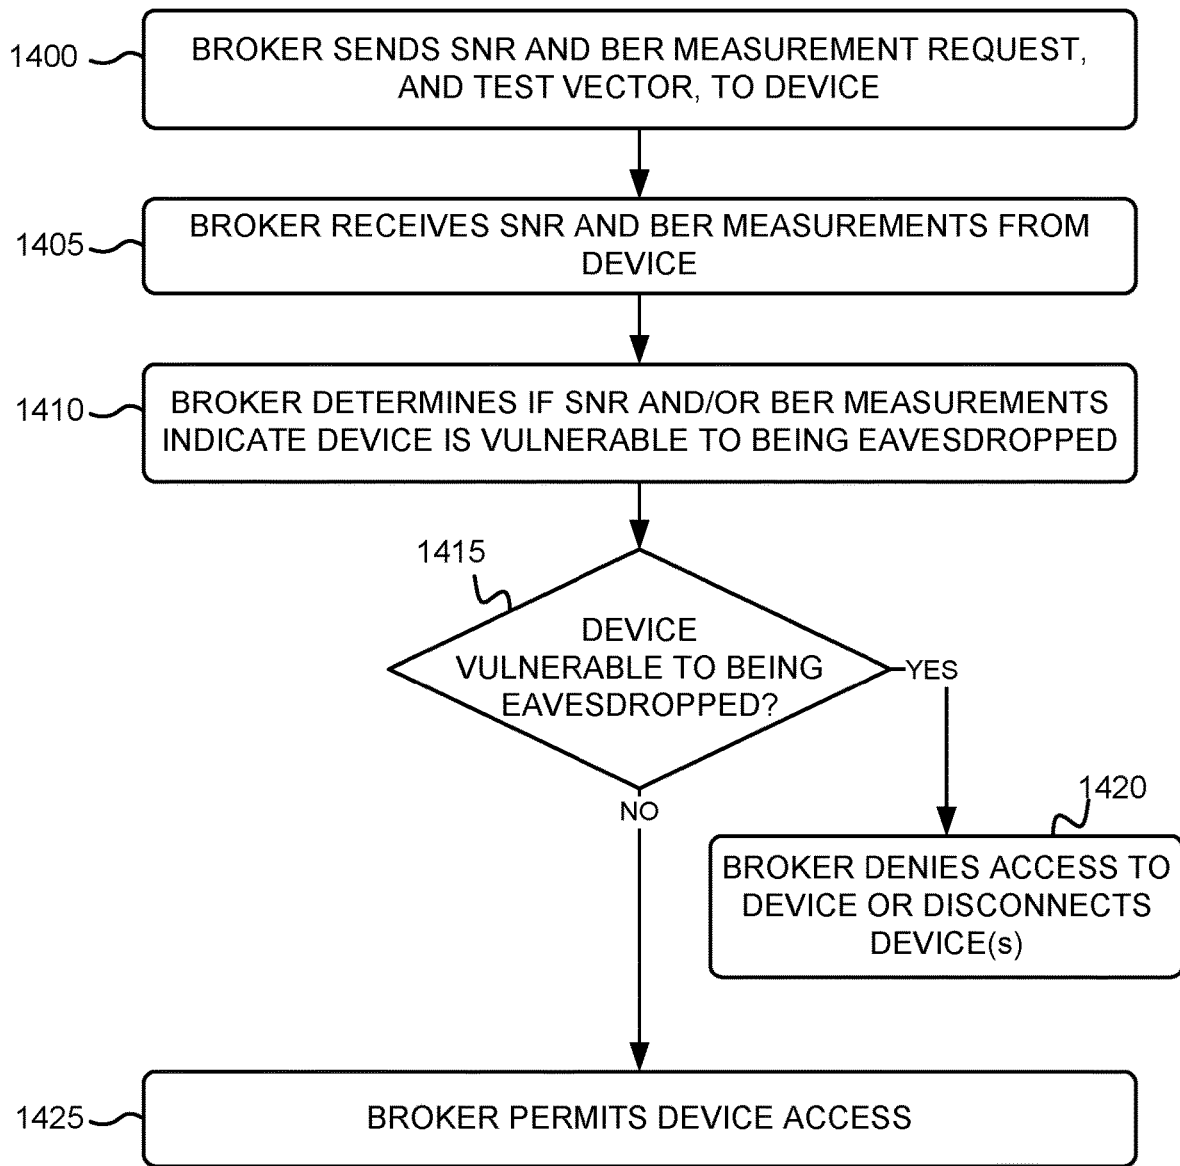 1400
BROKER SENDS SNR AND BER MEASUREMENT REQUEST,
AND TEST VECTOR, TO DEVICE
1405
BROKER RECEIVES SNR AND BER MEASUREMENTS FROM
DEVICE
1410
BROKER DETERMINES IF SNR AND/OR BER MEASUREMENTS
INDICATE DEVICE IS VULNERABLE TO BEING EAVESDROPPED
1415
DEVICE
VULNERABLE TO BEING
EAVESDROPPED?
YES
NO
1420
BROKER DENIES ACCESS TO
DEVICE OR DISCONNECTS
DEVICE(s)
1425
BROKER PERMITS DEVICE ACCESS